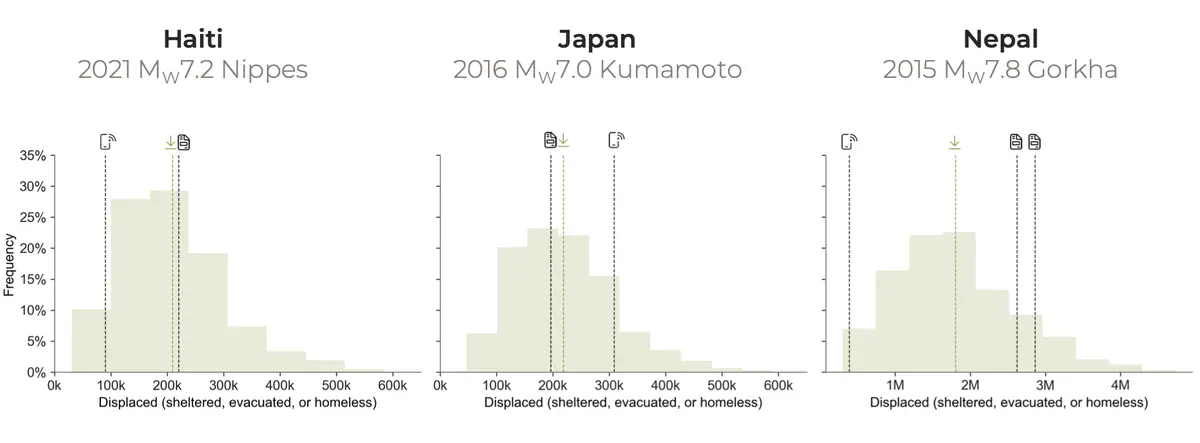 Haiti
2021 MW7.2 Nippes
Japan
2016 MW7.0 Kumamoto
Nepal
2015 MW7.8 Gorkha
Frequency
35%
30%
25%
20%
15%
10%
5%
0%
0k 100k 200k 300k 400k 500k 600k
Displaced (sheltered, evacuated, or homeless)
0k 100k 200k 300k 400k 500k 600k
Displaced (sheltered, evacuated, or homeless)
1M 2M 3M 4M
Displaced (sheltered, evacuated, or homeless)